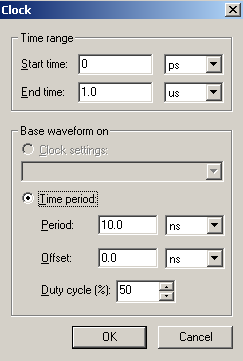 Clock
Time range
Start time: 0 ps
End time: 1.0 us
Base waveform on
Clock settings:
Time period:
Period: 10.0 ns
Offset: 0.0 ns
Duty cycle (%): 50
OK Cancel